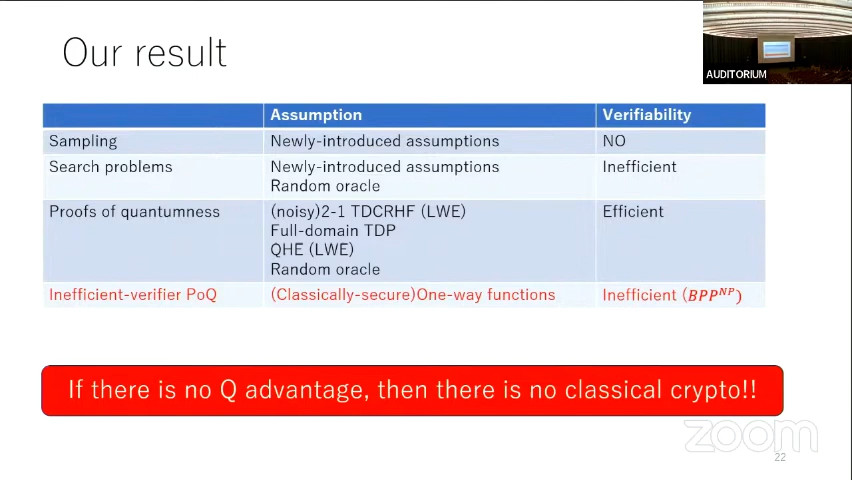 Our result
AUDITORIUM
Assumption Verifiability
Sampling Newly-introduced assumptions NO
Search problems Newly-introduced assumptions Inefficient
Random oracle
Proofs of quantumness (noisy)2-1 TDCRHF (LWE) Efficient
Full-domain TDP
QHE (LWE)
Random oracle
Inefficient-verifier PoQ (Classically-secure)One-way functions Inefficient (BPP^NP)
If there is no Q advantage, then there is no classical crypto!!
zoom
22